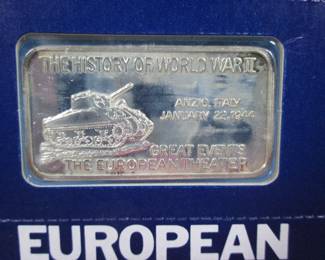 THE HISTORY OF WORLD WAR II
ANZIO, ITALY
JANUARY 22, 1944
GREAT EVENTS
THE EUROPEAN THEATER
EUROPEAN